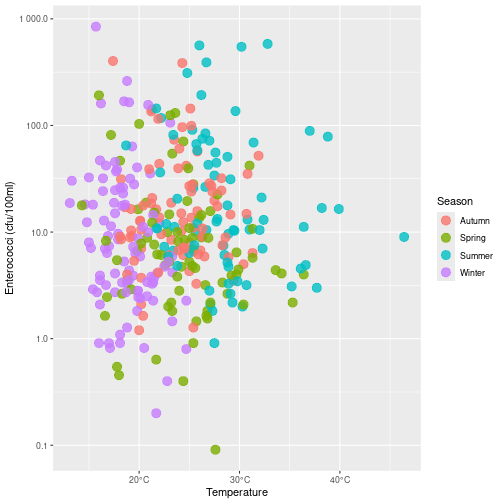 1 000.0
100.0
10.0
1.0
0.1
Enterococci (cfu/100ml)
20°C
30°C
40°C
Temperature
Season
Autumn
Spring
Summer
Winter